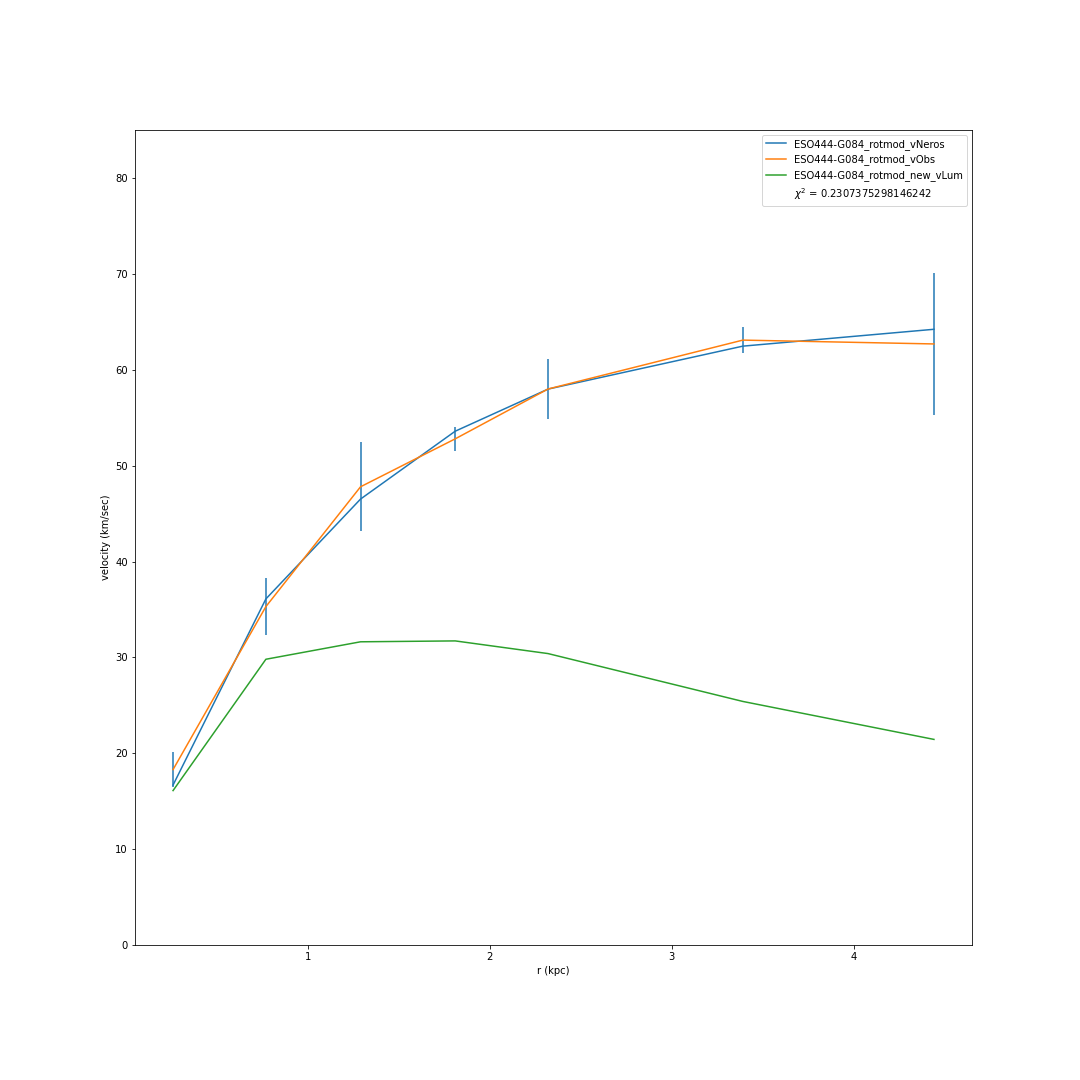 ESO444-G084_rotmod_vNeros
ESO444-G084_rotmod_vObs
ESO444-G084_rotmod_new_vLum
χ² = 0.2307375298146242
80
70
60
50
40
30
20
10
0
velocity (km/sec)
1 2 3 4
r (kpc)